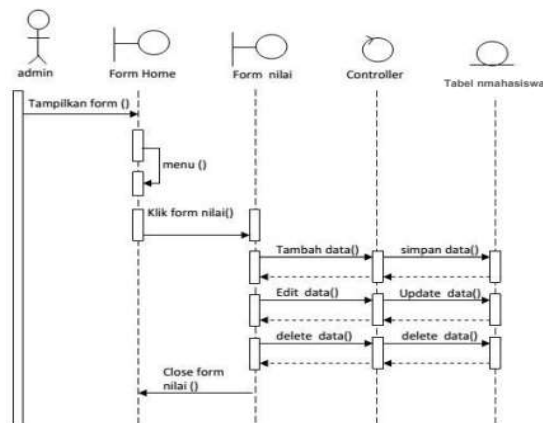 admin
Form Home
Form nilai
Controller
Tabel nmahasiswa
Tampilkan form ()
menu ()
Klik form nilai()
Tambah data()
simpan data()
Edit data()
Update data()
delete data()
delete data()
Close form
nilai ()